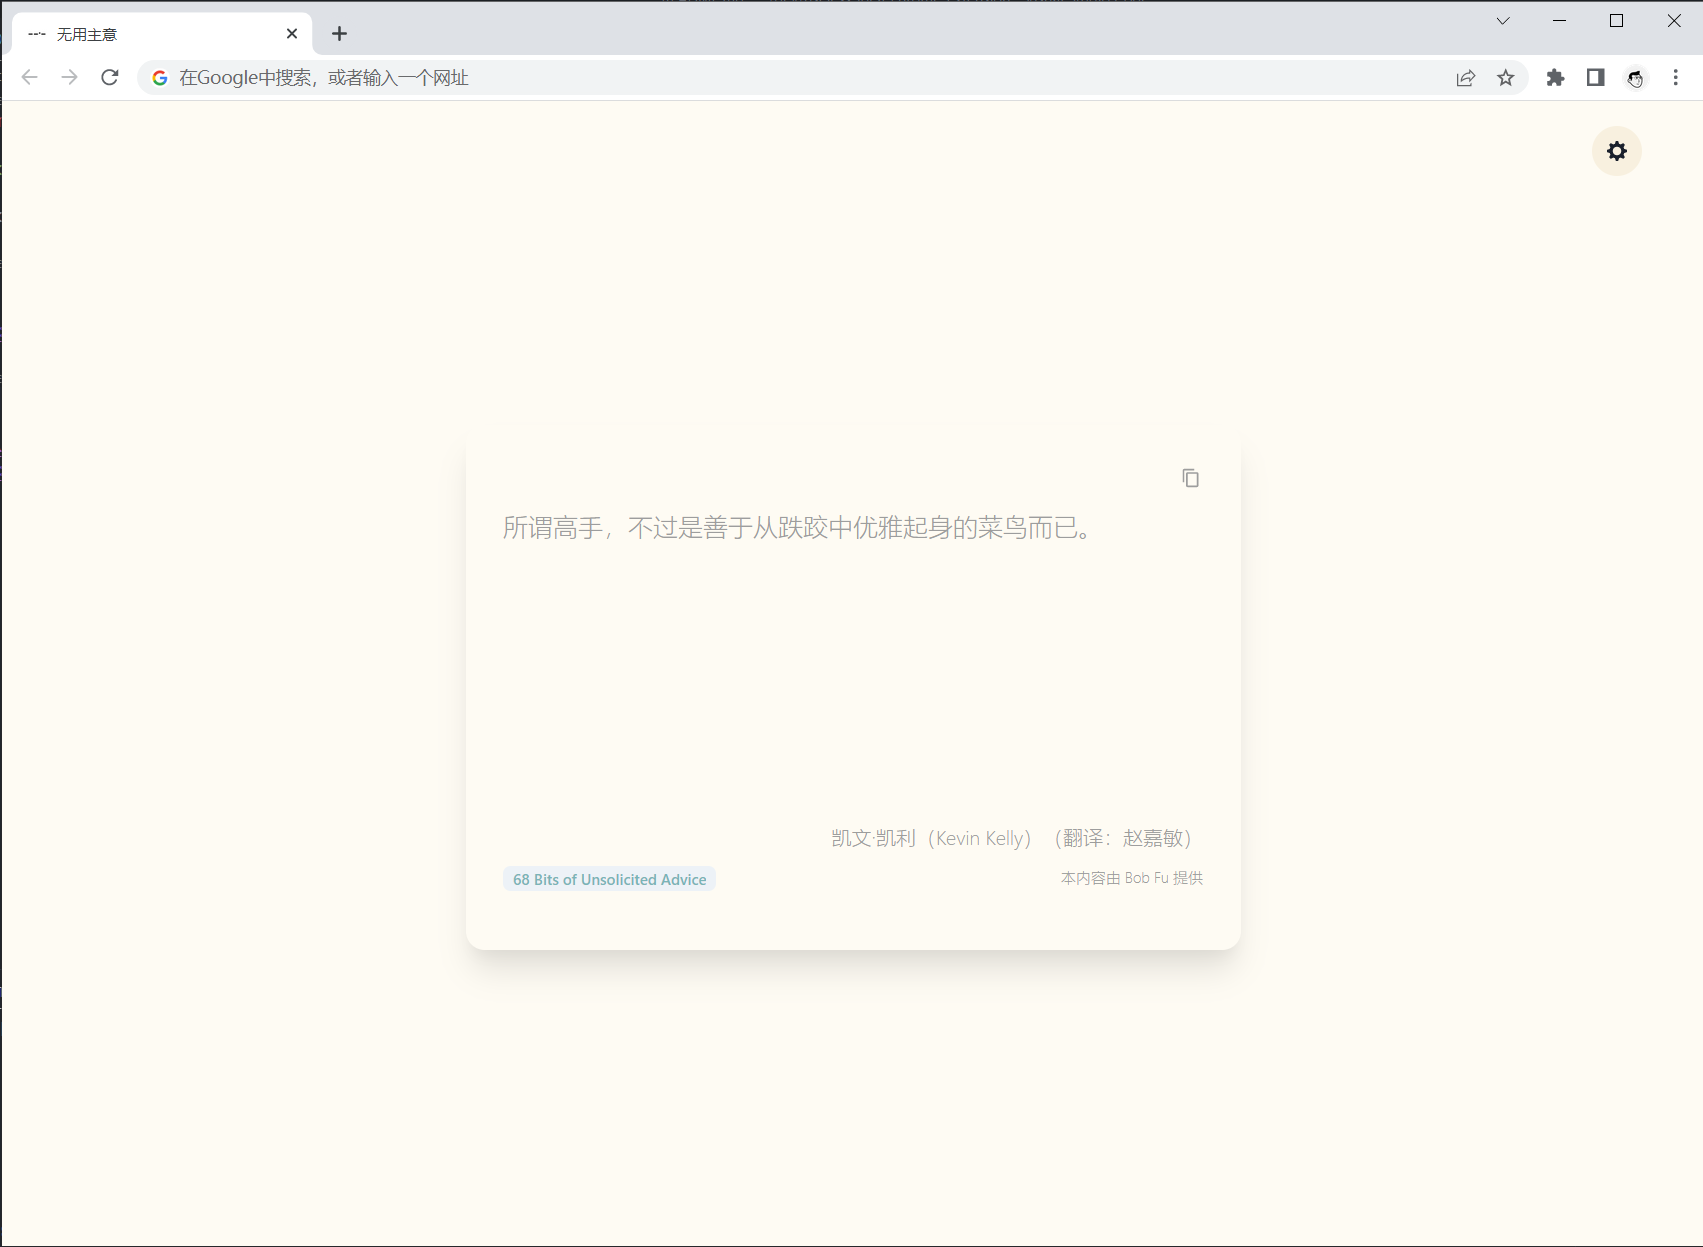 无用主意
在Google中搜索，或者输入一个网址
所谓高手，不过是善于从跌跤中优雅起身的菜鸟而已。
凯文·凯利（Kevin Kelly）（翻译：赵嘉敏）
68 Bits of Unsolicited Advice
本内容由 Bob Fu 提供